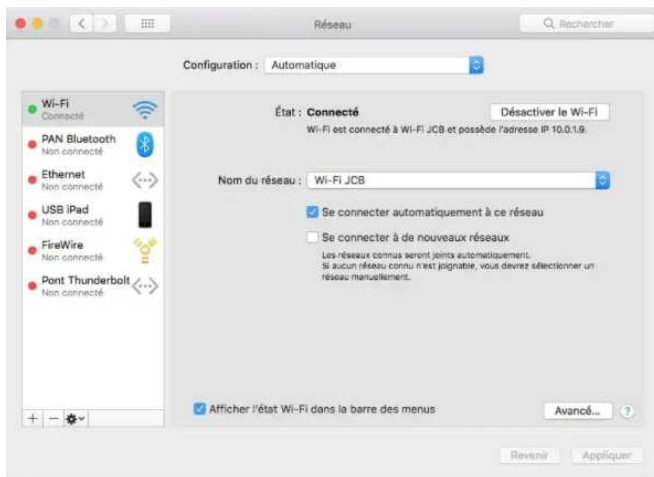 Réseau
Rechercher
Configuration : Automatique
Wi-Fi
Connecté
PAN Bluetooth
Non connecté
Ethernet
Non connecté
USB iPad
Non connecté
FireWire
Non connecté
Pont Thunderbolt
Non connecté
État : Connecté
Désactiver le Wi-Fi
Wi-Fi est connecté à Wi-Fi JCB et possède l'adresse IP 10.0.1.9.
Nom du réseau : Wi-Fi JCB
Se connecter automatiquement à ce réseau
Se connecter à de nouveaux réseaux
Les réseaux connus seront joints automatiquement.
Si aucun réseau connu n'est joignable, vous devrez sélectionner un
réseau manuellement.
Afficher l'état Wi-Fi dans la barre des menus
Avancé... ?
Revenir Appliquer